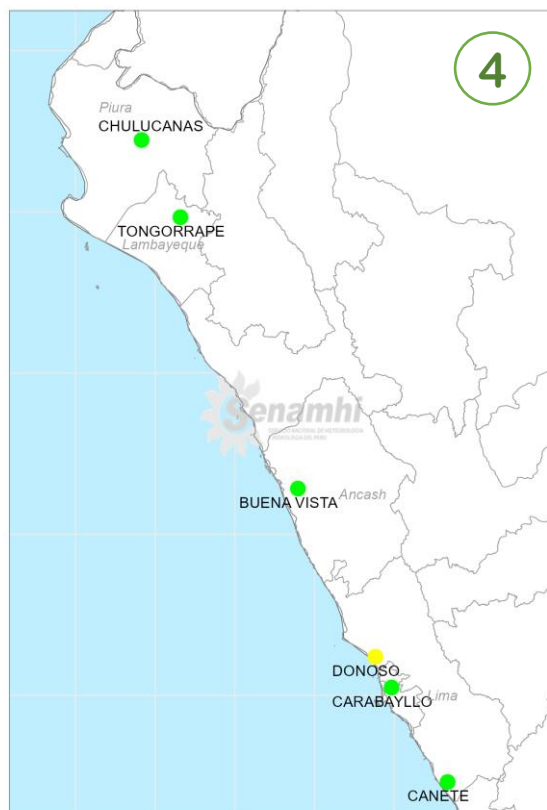 4
Piura
CHULUCANAS
TONGORRAPE
Lambayeque
Senamhi
BUENA VISTA
Ancash
DONOSO
Lima
CARABAYLLO
CANETE